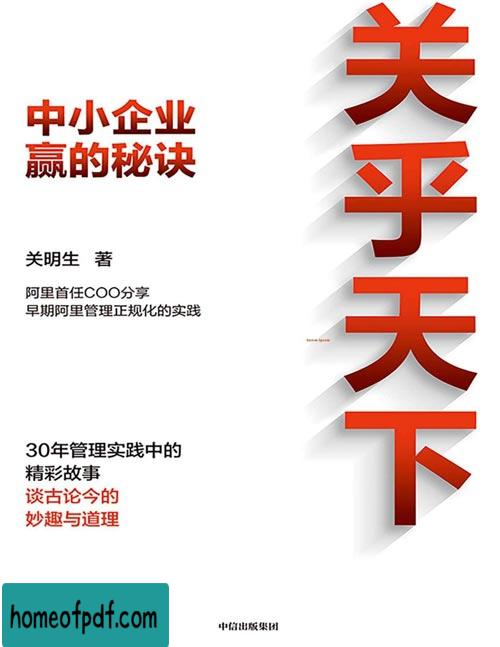 关乎天下
中小企业
赢的秘诀
关明生 著
阿里首任COO分享
早期阿里管理正规化的实践
30年管理实践中的
精彩故事
谈古论今的
妙趣与道理
homeofpdf.com
中信出版集团